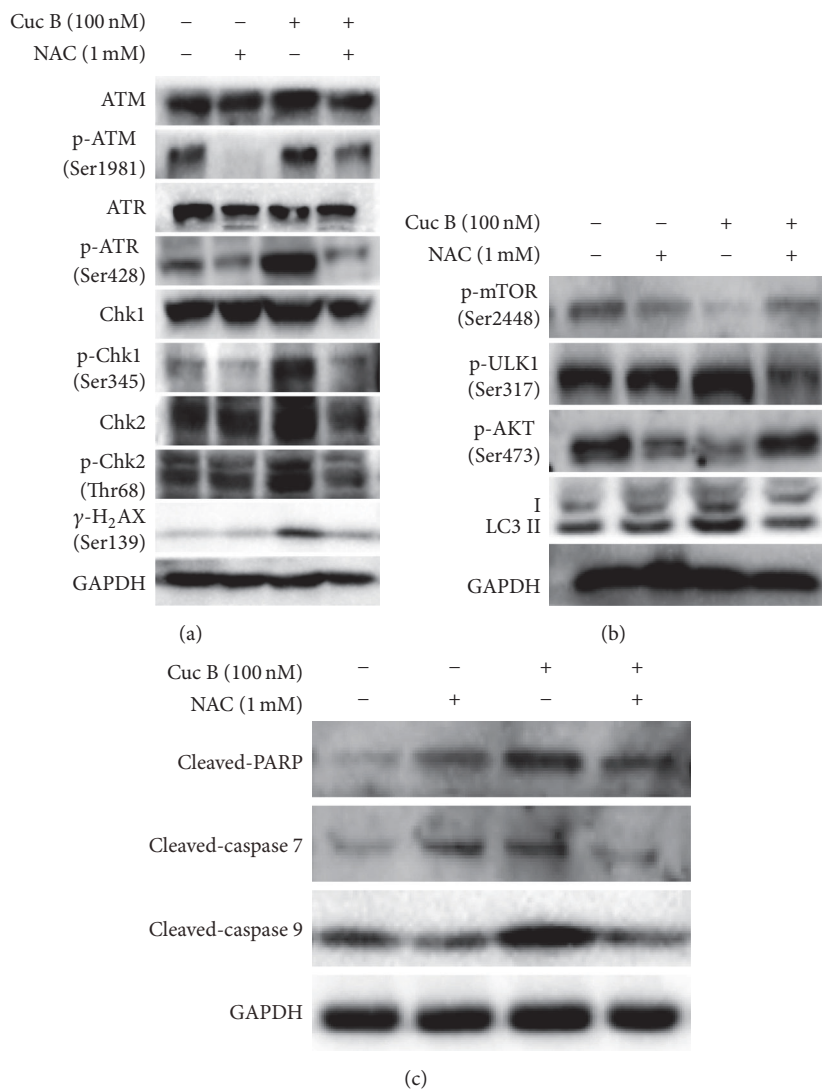 Cuc B (100 nM) − − + +
NAC (1 mM) − + − +
ATM
p-ATM
(Ser1981)
ATR
p-ATR
(Ser428)
Chk1
p-Chk1
(Ser345)
Chk2
p-Chk2
(Thr68)
γ-H₂AX
(Ser139)
GAPDH
(a)
Cuc B (100 nM) − − + +
NAC (1 mM) − + − +
p-mTOR
(Ser2448)
p-ULK1
(Ser317)
p-AKT
(Ser473)
I
LC3 II
GAPDH
(b)
Cuc B (100 nM) − − + +
NAC (1 mM) − + − +
Cleaved-PARP
Cleaved-caspase 7
Cleaved-caspase 9
GAPDH
(c)